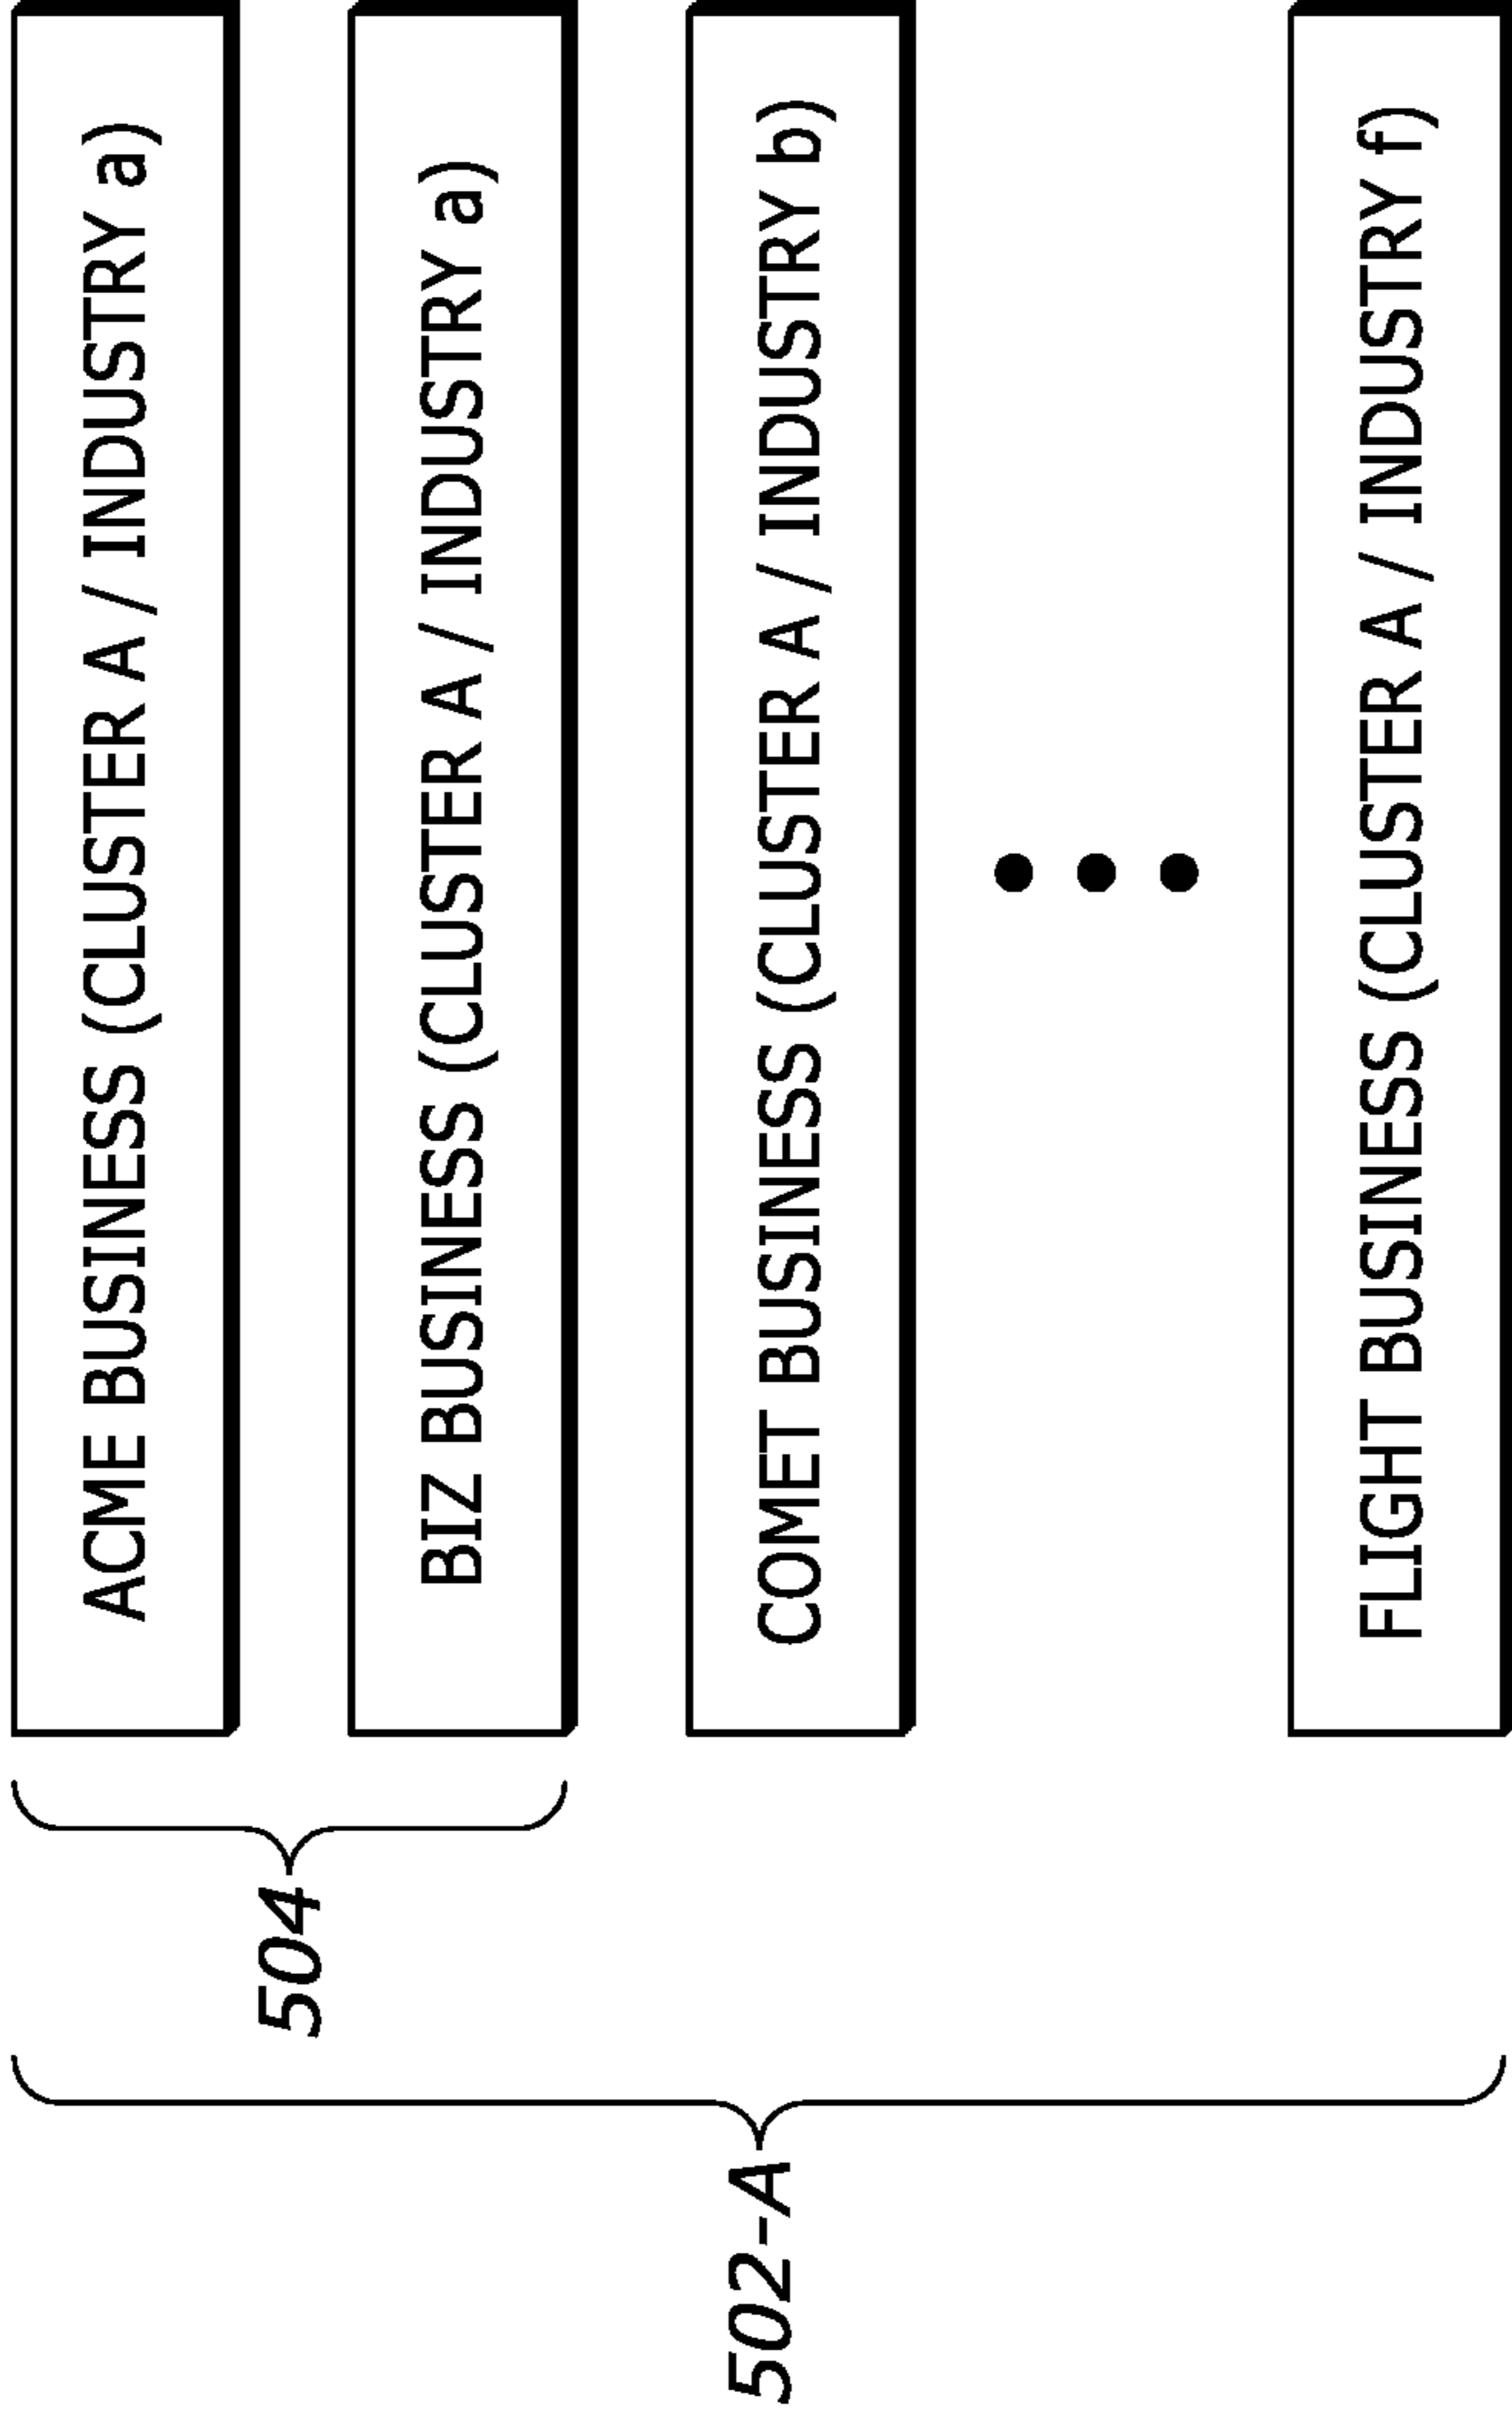 ACME BUSINESS (CLUSTER A / INDUSTRY a)
BIZ BUSINESS (CLUSTER A / INDUSTRY a)
504
COMET BUSINESS (CLUSTER A / INDUSTRY b)
502-A
FLIGHT BUSINESS (CLUSTER A / INDUSTRY f)